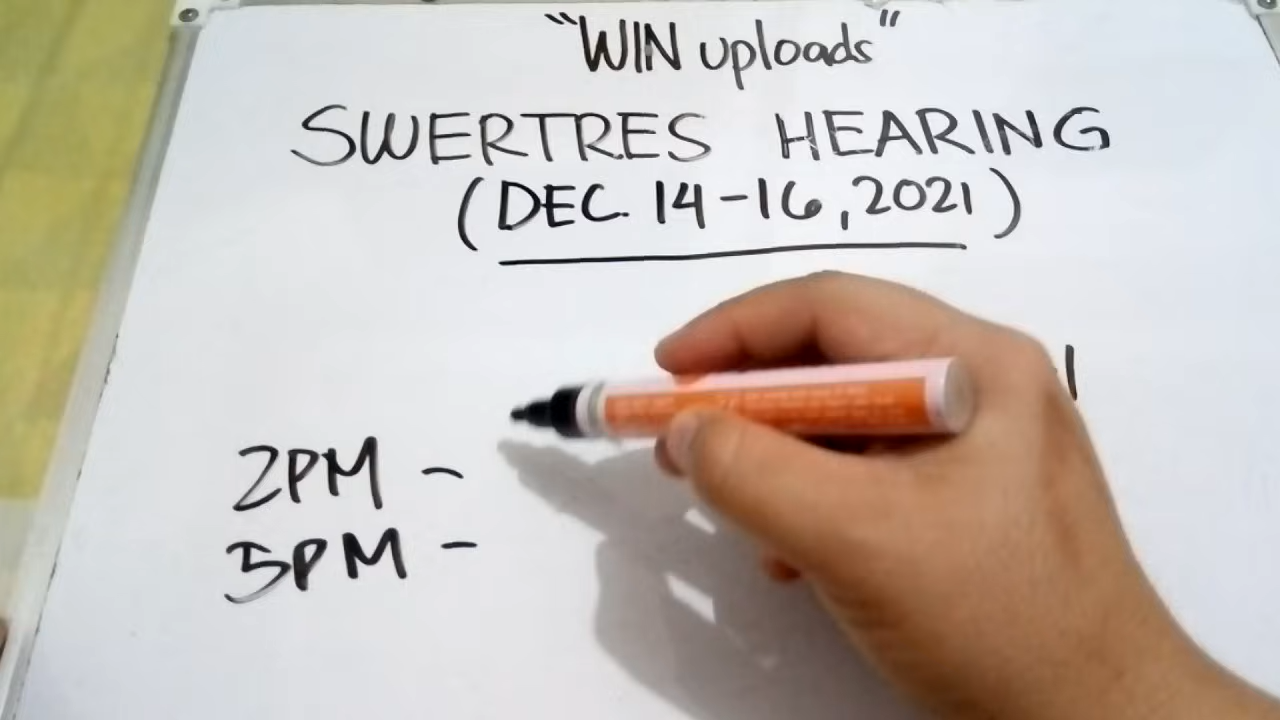 "WIN uploads"
SWERTRES HEARING
(DEC. 14-16, 2021)
2PM -
5PM -